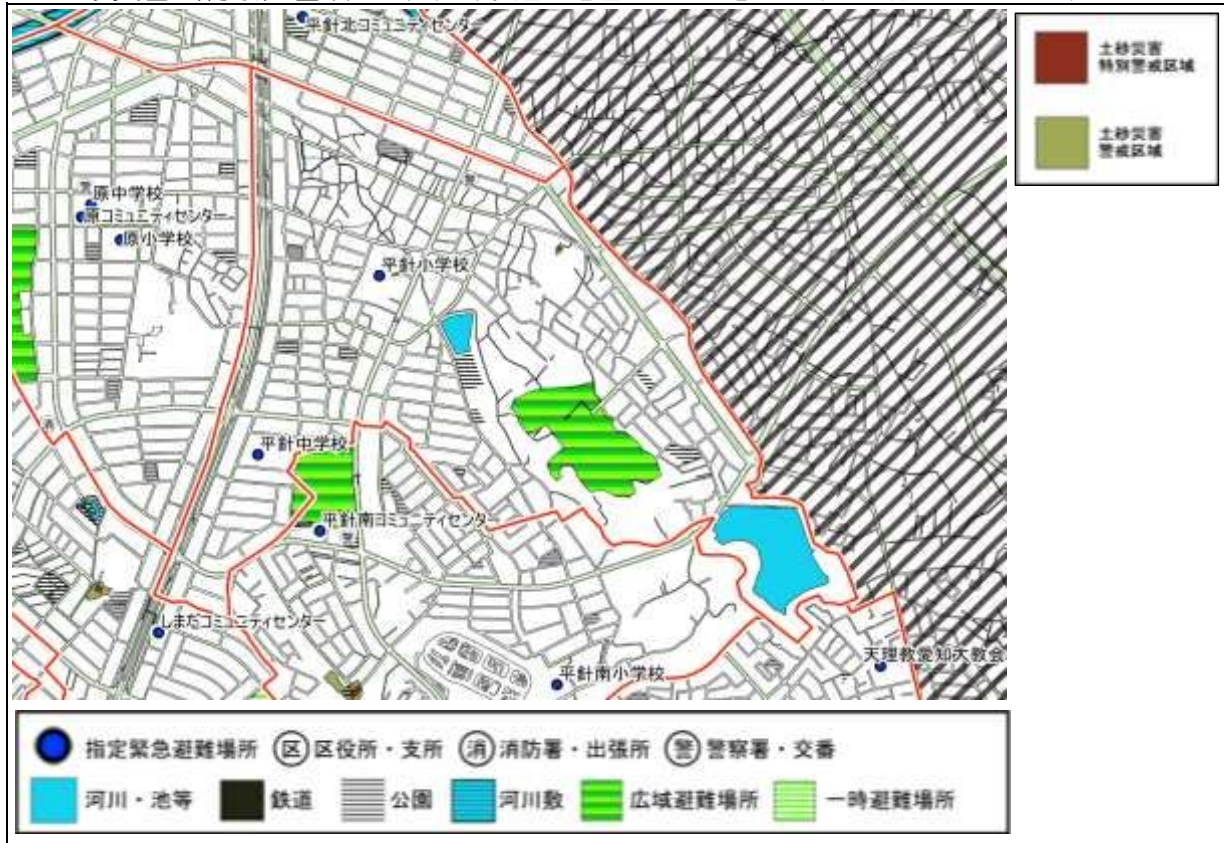 平針北コミュニティセンター
原中学校
原コミュニティセンター
原小学校
平針小学校
平針中学校
平針南コミュニティセンター
しまだコミュニティセンター
平針南小学校
天理教愛知大教会
土砂災害
特別警戒区域
土砂災害
警戒区域
指定緊急避難場所 区 区役所・支所 消 消防署・出張所 警 警察署・交番
河川・池等 鉄道 公園 河川敷 広域避難場所 一時避難場所